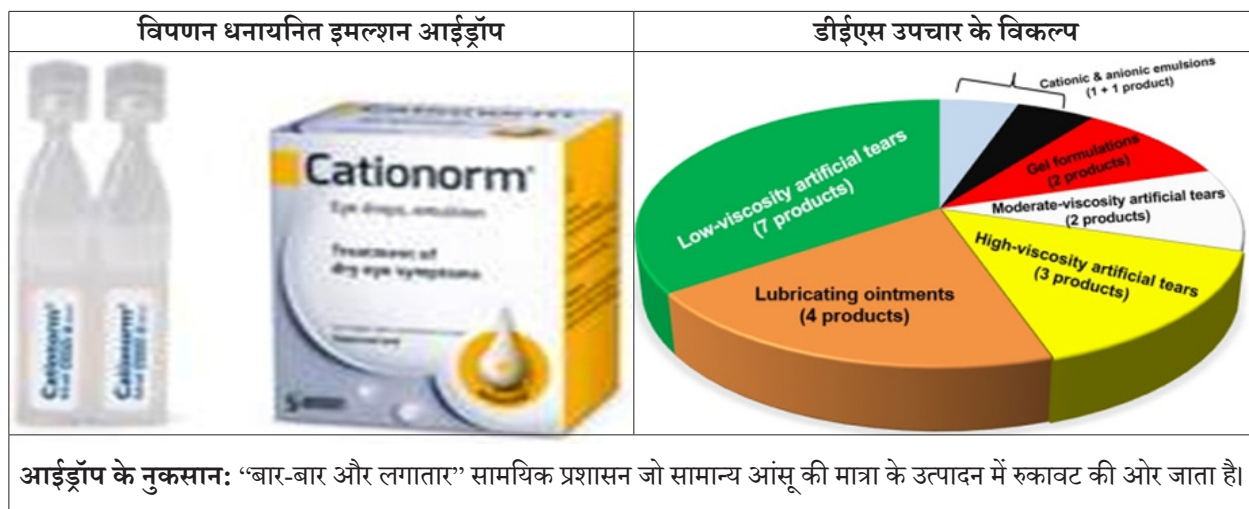 विपणन धनायनित इमल्शन आईड्रॉप
डीईएस उपचार के विकल्प
Cationorm®
Eye drops, emulsion
Treatment of
dry eye symptoms
5
Cationorm®
Cationorm®
Cationic & anionic emulsions
(1 + 1 product)
Gel formulations
(2 products)
Moderate-viscosity artificial tears
(2 products)
High-viscosity artificial tears
(3 products)
Lubricating ointments
(4 products)
Low-viscosity artificial tears
(7 products)
आईड्रॉप के नुकसान: “बार-बार और लगातार” सामयिक प्रशासन जो सामान्य आंसू की मात्रा के उत्पादन में रुकावट की ओर जाता है।